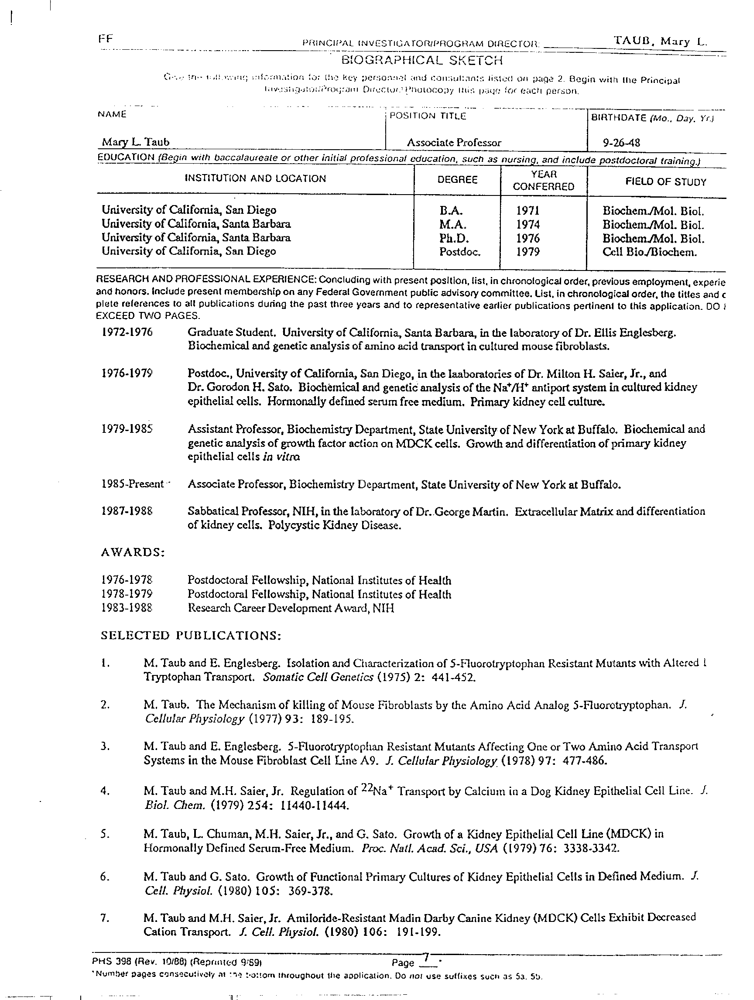 FF
PRINCIPAL INVESTIGATOR/PROGRAM DIRECTOR: TAUB, Mary L.
BIOGRAPHICAL SKETCH
Give the following information for the key personnel and consultants listed on page 2. Begin with the Principal
Investigator/Program Director. Photocopy this page for each person.
NAME POSITION TITLE BIRTHDATE (Mo., Day, Yr.)
Mary L. Taub Associate Professor 9-26-48
EDUCATION (Begin with baccalaureate or other initial professional education, such as nursing, and include postdoctoral training.)
INSTITUTION AND LOCATION DEGREE YEAR CONFERRED FIELD OF STUDY
University of California, San Diego B.A. 1971 Biochem./Mol. Biol.
University of California, Santa Barbara M.A. 1974 Biochem./Mol. Biol.
University of California, Santa Barbara Ph.D. 1976 Biochem./Mol. Biol.
University of California, San Diego Postdoc. 1979 Cell Bio./Biochem.
RESEARCH AND PROFESSIONAL EXPERIENCE: Concluding with present position, list, in chronological order, previous employment, experie
and honors. Include present membership on any Federal Government public advisory committee. List, in chronological order, the titles and c
plete references to all publications during the past three years and to representative earlier publications pertinent to this application. DO
EXCEED TWO PAGES.
1972-1976 Graduate Student. University of California, Santa Barbara, in the laboratory of Dr. Ellis Englesberg.
Biochemical and genetic analysis of amino acid transport in cultured mouse fibroblasts.
1976-1979 Postdoc., University of California, San Diego, in the laaboratories of Dr. Milton H. Saier, Jr., and
Dr. Gorodon H. Sato. Biochemical and genetic analysis of the Na⁺/H⁺ antiport system in cultured kidney
epithelial cells. Hormonally defined serum free medium. Primary kidney cell culture.
1979-1985 Assistant Professor, Biochemistry Department, State University of New York at Buffalo. Biochemical and
genetic analysis of growth factor action on MDCK cells. Growth and differentiation of primary kidney
epithelial cells in vitro.
1985-Present Associate Professor, Biochemistry Department, State University of New York at Buffalo.
1987-1988 Sabbatical Professor, NIH, in the laboratory of Dr. George Martin. Extracellular Matrix and differentiation
of kidney cells. Polycystic Kidney Disease.
AWARDS:
1976-1978 Postdoctoral Fellowship, National Institutes of Health
1978-1979 Postdoctoral Fellowship, National Institutes of Health
1983-1988 Research Career Development Award, NIH
SELECTED PUBLICATIONS:
1. M. Taub and E. Englesberg. Isolation and Characterization of 5-Fluorotryptophan Resistant Mutants with Altered
Tryptophan Transport. Somatic Cell Genetics (1975) 2: 441-452.
2. M. Taub. The Mechanism of killing of Mouse Fibroblasts by the Amino Acid Analog 5-Fluorotryptophan. J.
Cellular Physiology (1977) 93: 189-195.
3. M. Taub and E. Englesberg. 5-Fluorotryptophan Resistant Mutants Affecting One or Two Amino Acid Transport
Systems in the Mouse Fibroblast Cell Line A9. J. Cellular Physiology (1978) 97: 477-486.
4. M. Taub and M.H. Saier, Jr. Regulation of ²²Na⁺ Transport by Calcium in a Dog Kidney Epithelial Cell Line. J.
Biol. Chem. (1979) 254: 11440-11444.
5. M. Taub, L. Chuman, M.H. Saier, Jr., and G. Sato. Growth of a Kidney Epithelial Cell Line (MDCK) in
Hormonally Defined Serum-Free Medium. Proc. Natl. Acad. Sci., USA (1979) 76: 3338-3342.
6. M. Taub and G. Sato. Growth of Functional Primary Cultures of Kidney Epithelial Cells in Defined Medium. J.
Cell. Physiol. (1980) 105: 369-378.
7. M. Taub and M.H. Saier, Jr. Amiloride-Resistant Madin Darby Canine Kidney (MDCK) Cells Exhibit Decreased
Cation Transport. J. Cell. Physiol. (1980) 106: 191-199.
PHS 398 (Rev. 10/88) (Reprinted 9/89) Page 7 *
*Number pages consecutively at the bottom throughout the application. Do not use suffixes such as 5a, 5b.